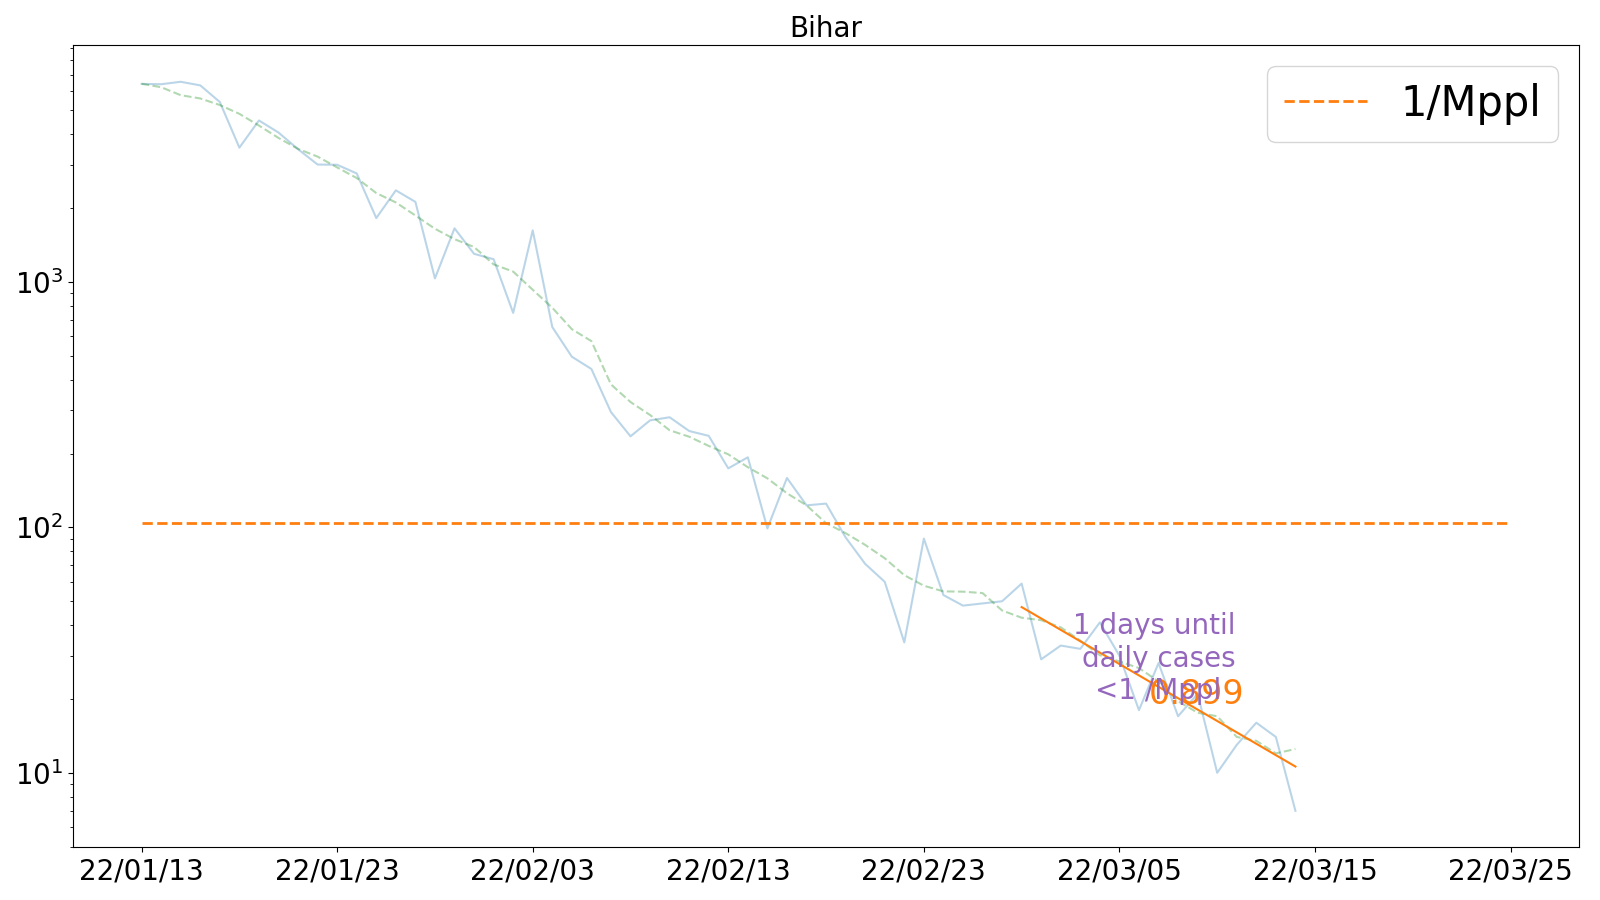 Bihar
1/Mppl
10³
10²
10¹
1 days until
daily cases
<1 /Mppl
0.899
22/01/13 22/01/23 22/02/03 22/02/13 22/02/23 22/03/05 22/03/15 22/03/25